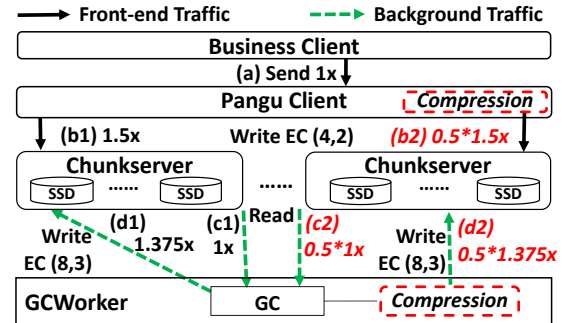 Front-end Traffic Background Traffic
Business Client
(a) Send 1x
Pangu Client Compression
(b1) 1.5x Write EC (4,2) (b2) 0.5*1.5x
Chunkserver Chunkserver
SSD ...... SSD ...... SSD ...... SSD
(d1) (c1) Read (c2) (d2)
Write 1.375x 1x 0.5*1x Write 0.5*1.375x
EC (8,3) EC (8,3)
GCWorker GC Compression